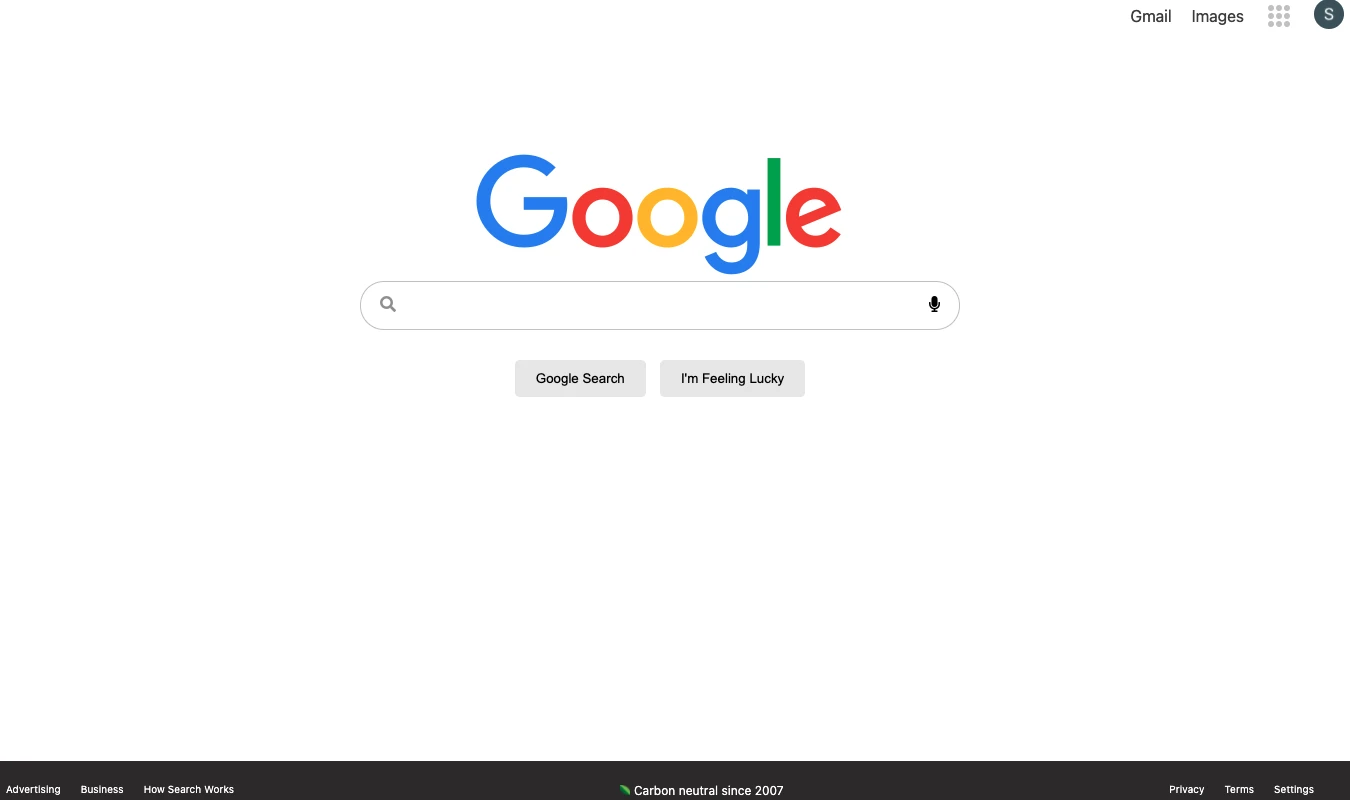 Gmail Images S
Google
Google Search I'm Feeling Lucky
Advertising Business How Search Works Carbon neutral since 2007 Privacy Terms Settings